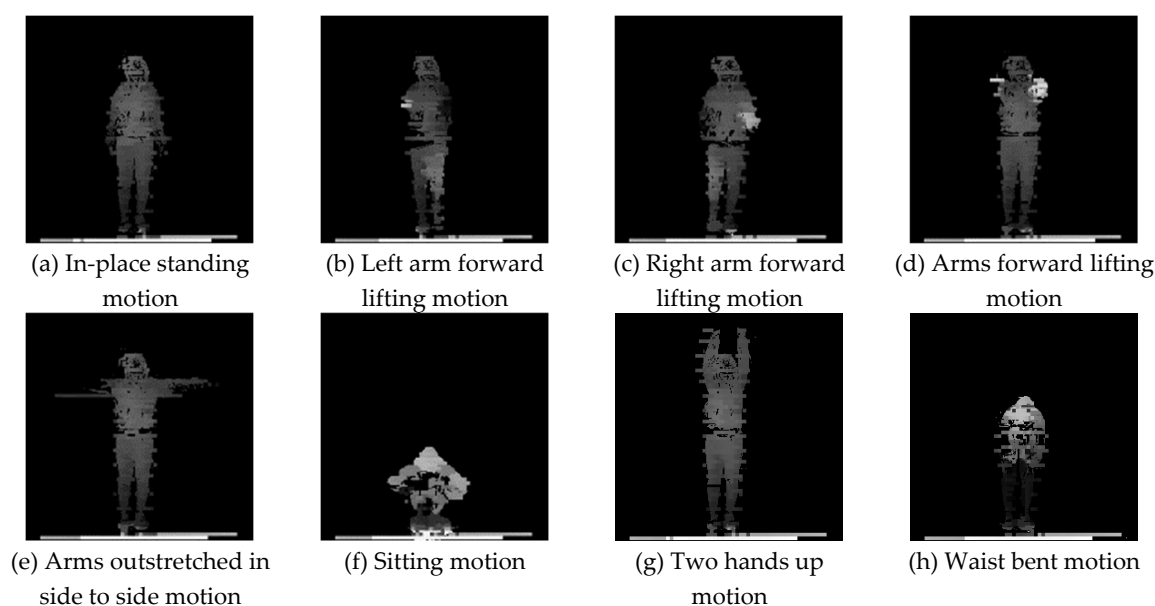 (a) In-place standing
motion
(b) Left arm forward
lifting motion
(c) Right arm forward
lifting motion
(d) Arms forward lifting
motion
(e) Arms outstretched in
side to side motion
(f) Sitting motion
(g) Two hands up
motion
(h) Waist bent motion